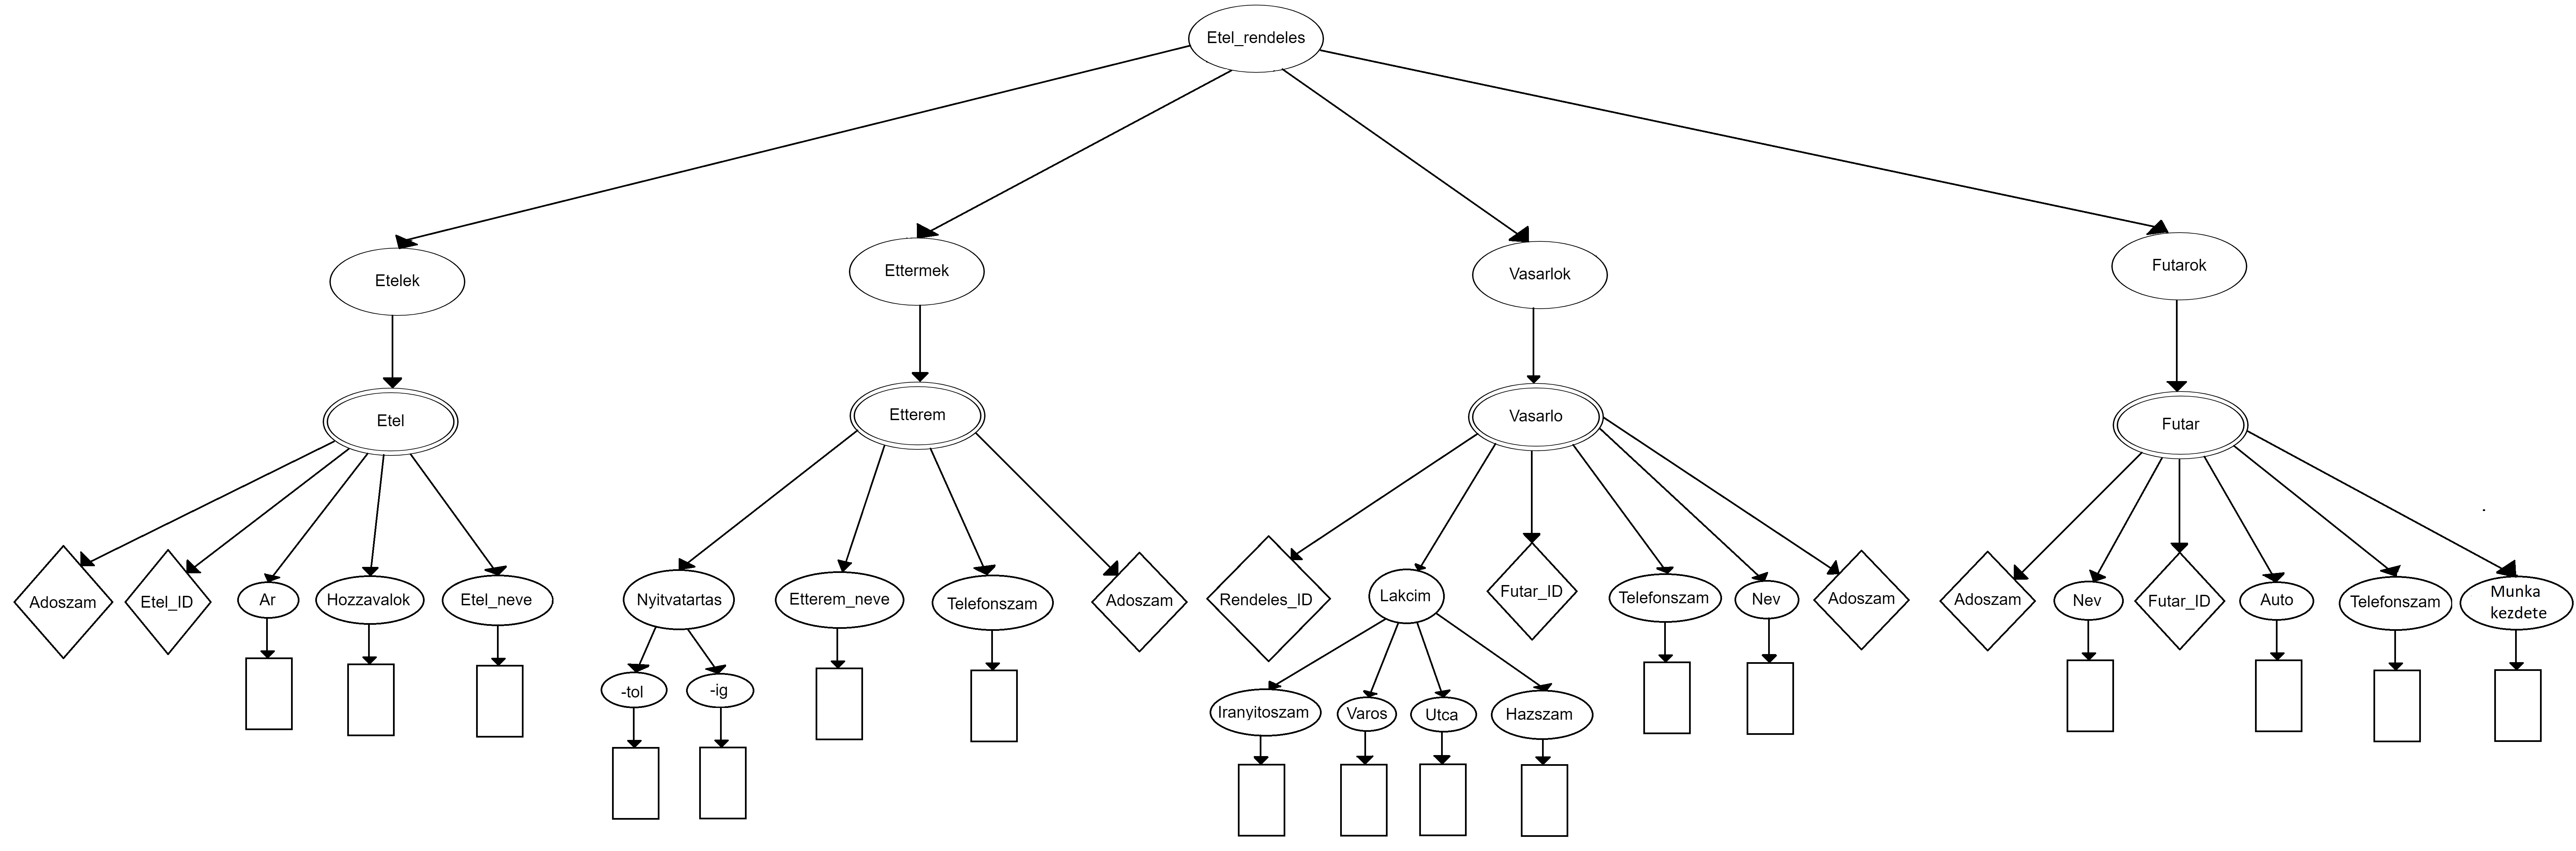 Etel_rendeles
Etelek
Ettermek
Vasarlok
Futarok
Etel
Etterem
Vasarlo
Futar
Adoszam
Etel_ID
Ar
Hozzavalok
Etel_neve
Nyitvatartas
Etterem_neve
Telefonszam
Adoszam
Rendeles_ID
Lakcim
Futar_ID
Telefonszam
Nev
Adoszam
Adoszam
Nev
Futar_ID
Auto
Telefonszam
Munka
kezdete
-tol
-ig
Iranyitoszam
Varos
Utca
Hazszam